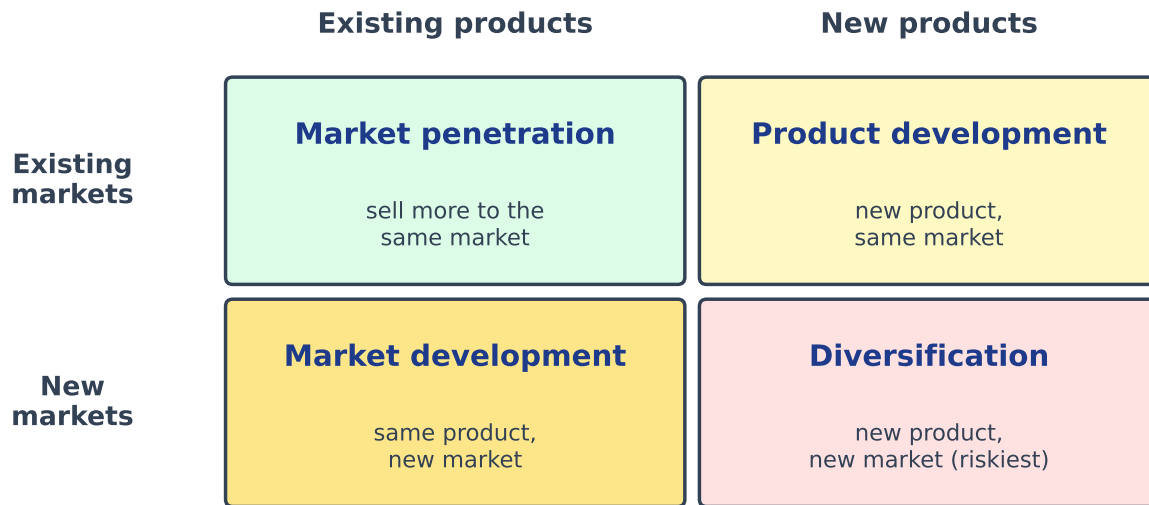 Existing products
New products
Existing
markets
Market penetration
sell more to the
same market
Product development
new product,
same market
New
markets
Market development
same product,
new market
Diversification
new product,
new market (riskiest)